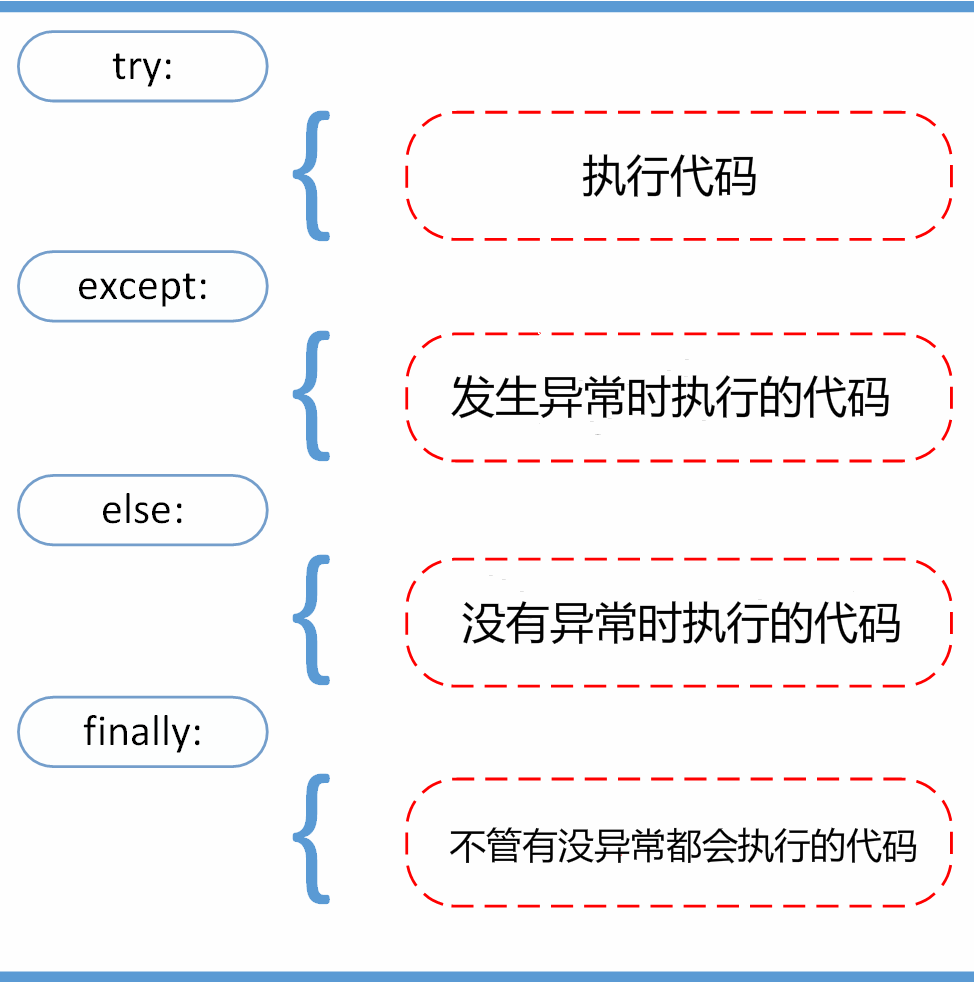 try:
执行代码
except:
发生异常时执行的代码
else:
没有异常时执行的代码
finally:
不管有没异常都会执行的代码